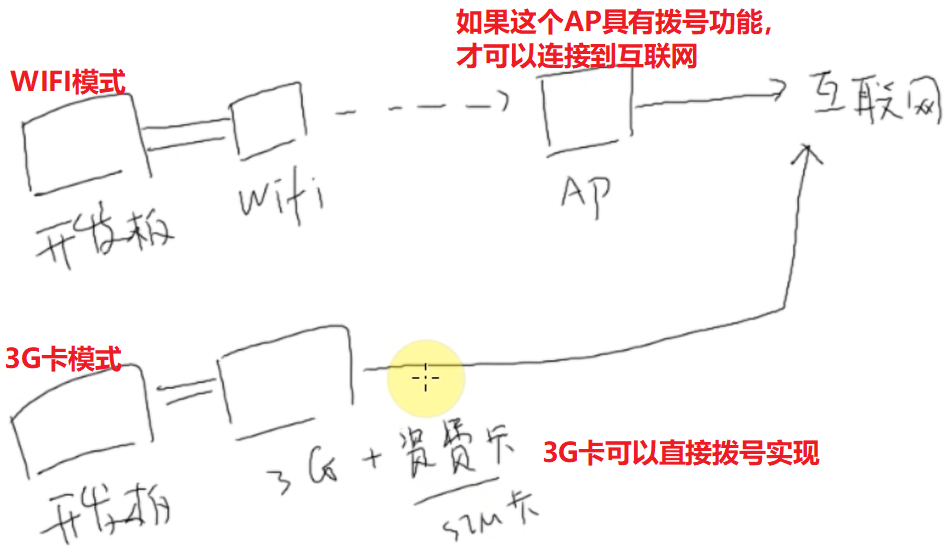 如果这个AP具有拨号功能,
才可以连接到互联网
WIFI模式
互联网
wifi
AP
开发板
3G卡模式
3G + 资费卡
3G卡可以直接拨号实现
开发板
SIM卡